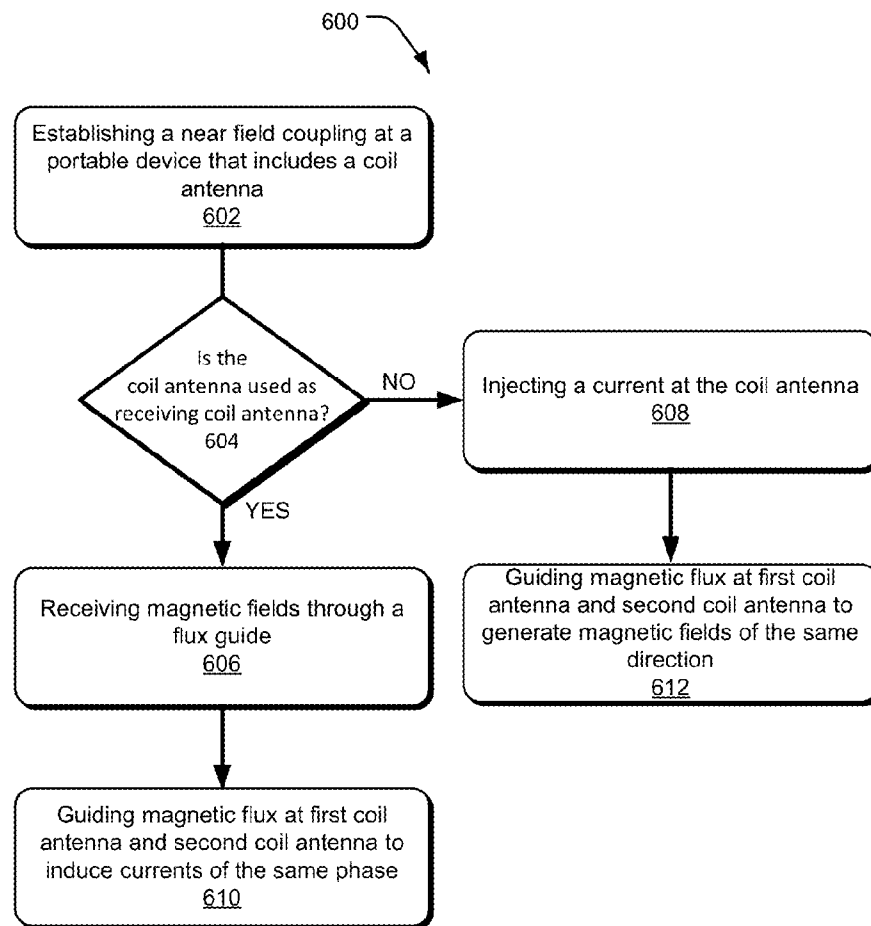 600
Establishing a near field coupling at a
portable device that includes a coil
antenna
602
Is the
coil antenna used as
receiving coil antenna?
604
NO
YES
Injecting a current at the coil antenna
608
Receiving magnetic fields through a
flux guide
606
Guiding magnetic flux at first coil
antenna and second coil antenna to
generate magnetic fields of the same
direction
612
Guiding magnetic flux at first coil
antenna and second coil antenna to
induce currents of the same phase
610